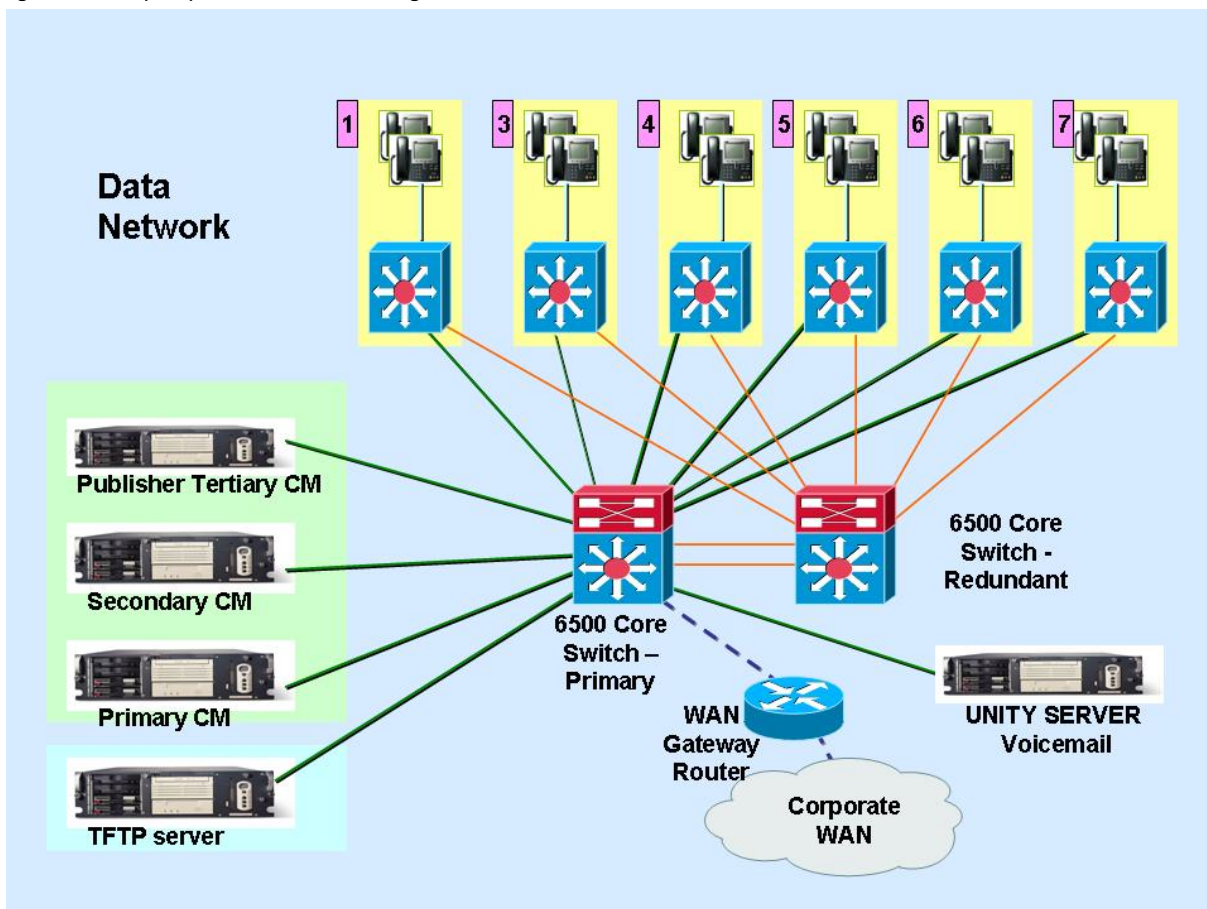 1
3
4
5
6
7
Data
Network
Publisher Tertiary CM
Secondary CM
Primary CM
TFTP server
6500 Core
Switch –
Primary
6500 Core
Switch -
Redundant
WAN
Gateway
Router
UNITY SERVER
Voicemail
Corporate
WAN